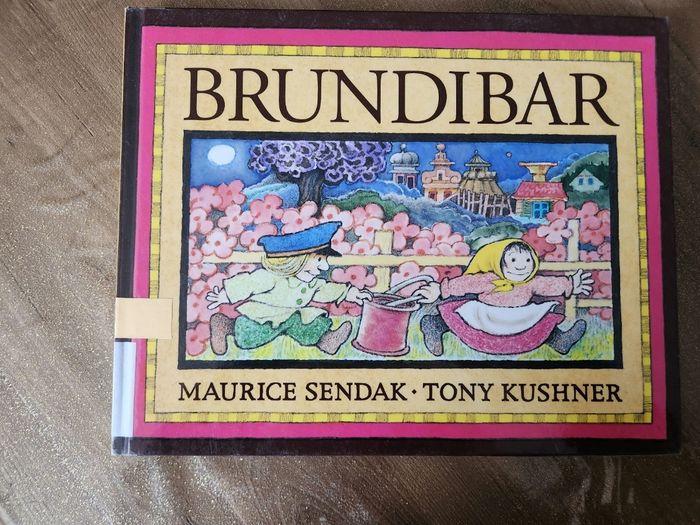 BRUNDIBAR
MAURICE SENDAK · TONY KUSHNER